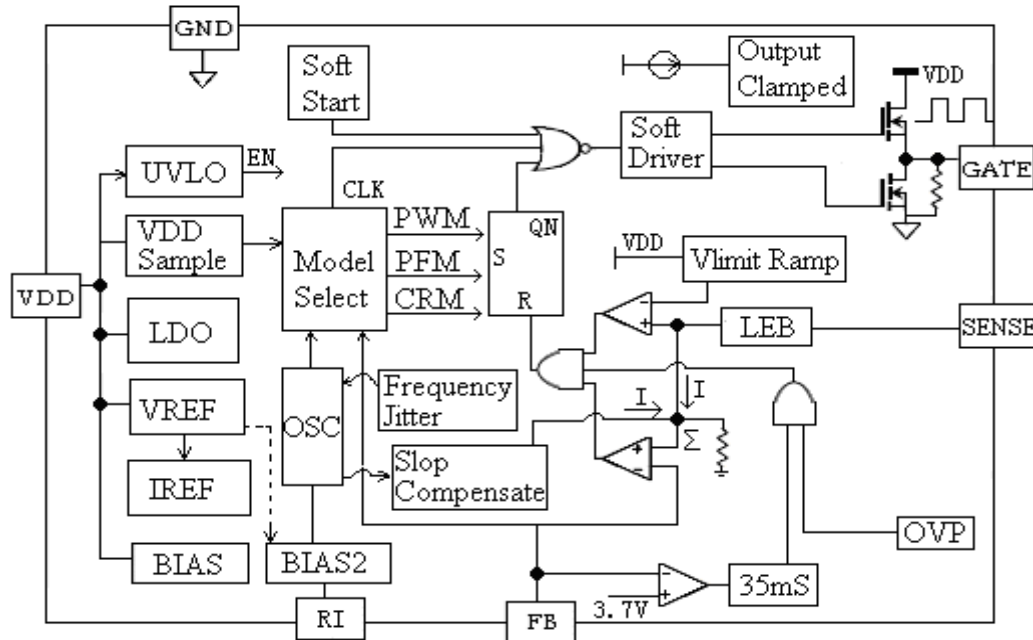 GND
Soft
Start
Output
Clamped
VDD
UVLO
EN
CLK
Soft
Driver
GATE
VDD
Sample
Model
Select
PWM
PFM
CRM
S
QN
R
VDD
Vlimit Ramp
VDD
LDO
LEB
SENSE
VREF
OSC
Frequency
Jitter
I
I
Σ
IREF
Slop
Compensate
OVP
BIAS
BIAS2
35mS
3.7V
RI
FB